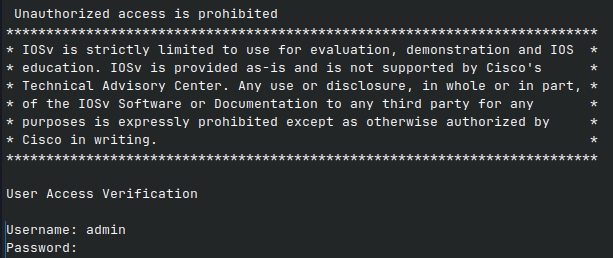 Unauthorized access is prohibited
**************************************************************************
* IOSv is strictly limited to use for evaluation, demonstration and IOS  *
* education. IOSv is provided as-is and is not supported by Cisco's      *
* Technical Advisory Center. Any use or disclosure, in whole or in part, *
* of the IOSv Software or Documentation to any third party for any       *
* purposes is expressly prohibited except as otherwise authorized by     *
* Cisco in writing.                                                      *
**************************************************************************
User Access Verification
Username: admin
Password: